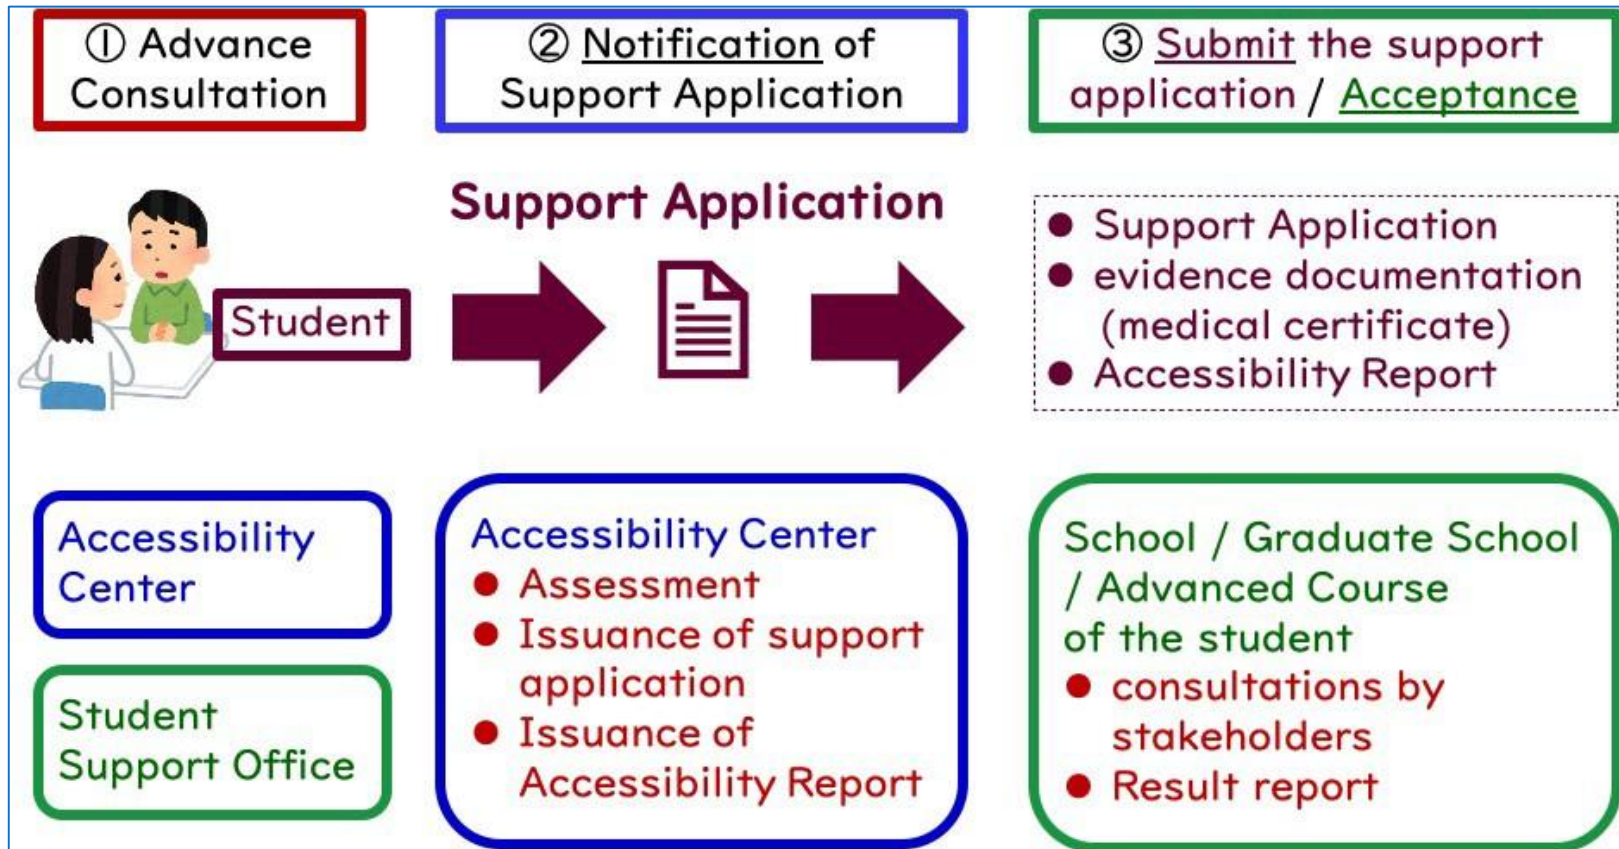 ① Advance
Consultation
② Notification of
Support Application
③ Submit the support
application / Acceptance
Student
Support Application
● Support Application
● evidence documentation
(medical certificate)
● Accessibility Report
Accessibility
Center
Student
Support Office
Accessibility Center
● Assessment
● Issuance of support
application
● Issuance of
Accessibility Report
School / Graduate School
/ Advanced Course
of the student
● consultations by
stakeholders
● Result report